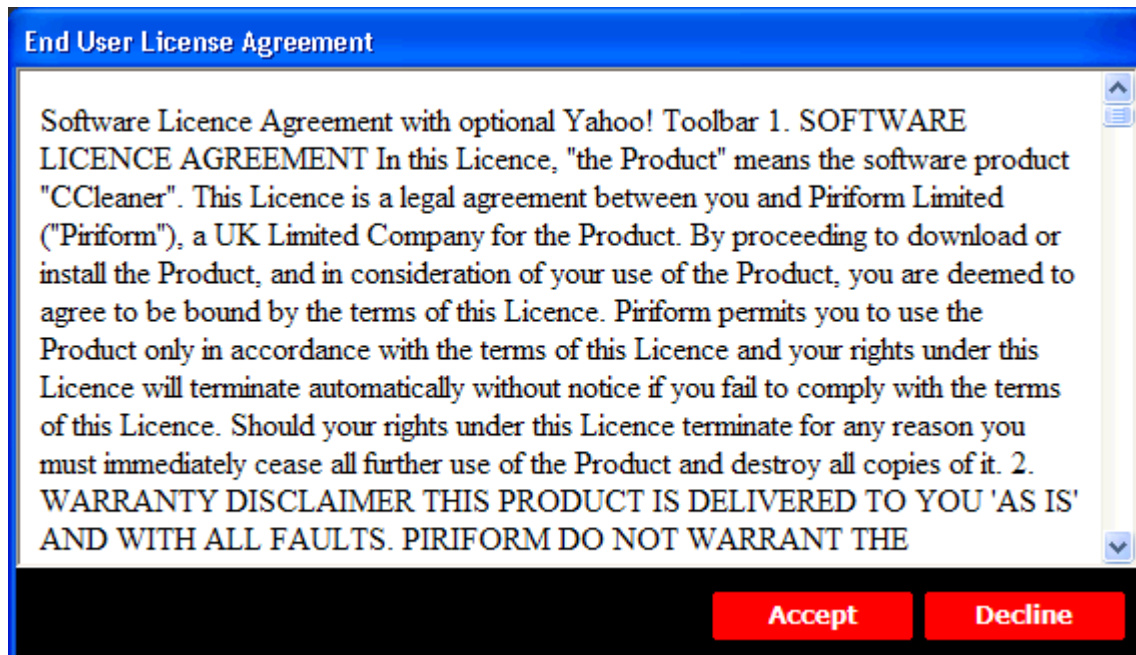 End User License Agreement
Software Licence Agreement with optional Yahoo! Toolbar 1. SOFTWARE
LICENCE AGREEMENT In this Licence, "the Product" means the software product
"CCleaner". This Licence is a legal agreement between you and Piriform Limited
("Piriform"), a UK Limited Company for the Product. By proceeding to download or
install the Product, and in consideration of your use of the Product, you are deemed to
agree to be bound by the terms of this Licence. Piriform permits you to use the
Product only in accordance with the terms of this Licence and your rights under this
Licence will terminate automatically without notice if you fail to comply with the terms
of this Licence. Should your rights under this Licence terminate for any reason you
must immediately cease all further use of the Product and destroy all copies of it. 2.
WARRANTY DISCLAIMER THIS PRODUCT IS DELIVERED TO YOU 'AS IS'
AND WITH ALL FAULTS. PIRIFORM DO NOT WARRANT THE
Accept Decline